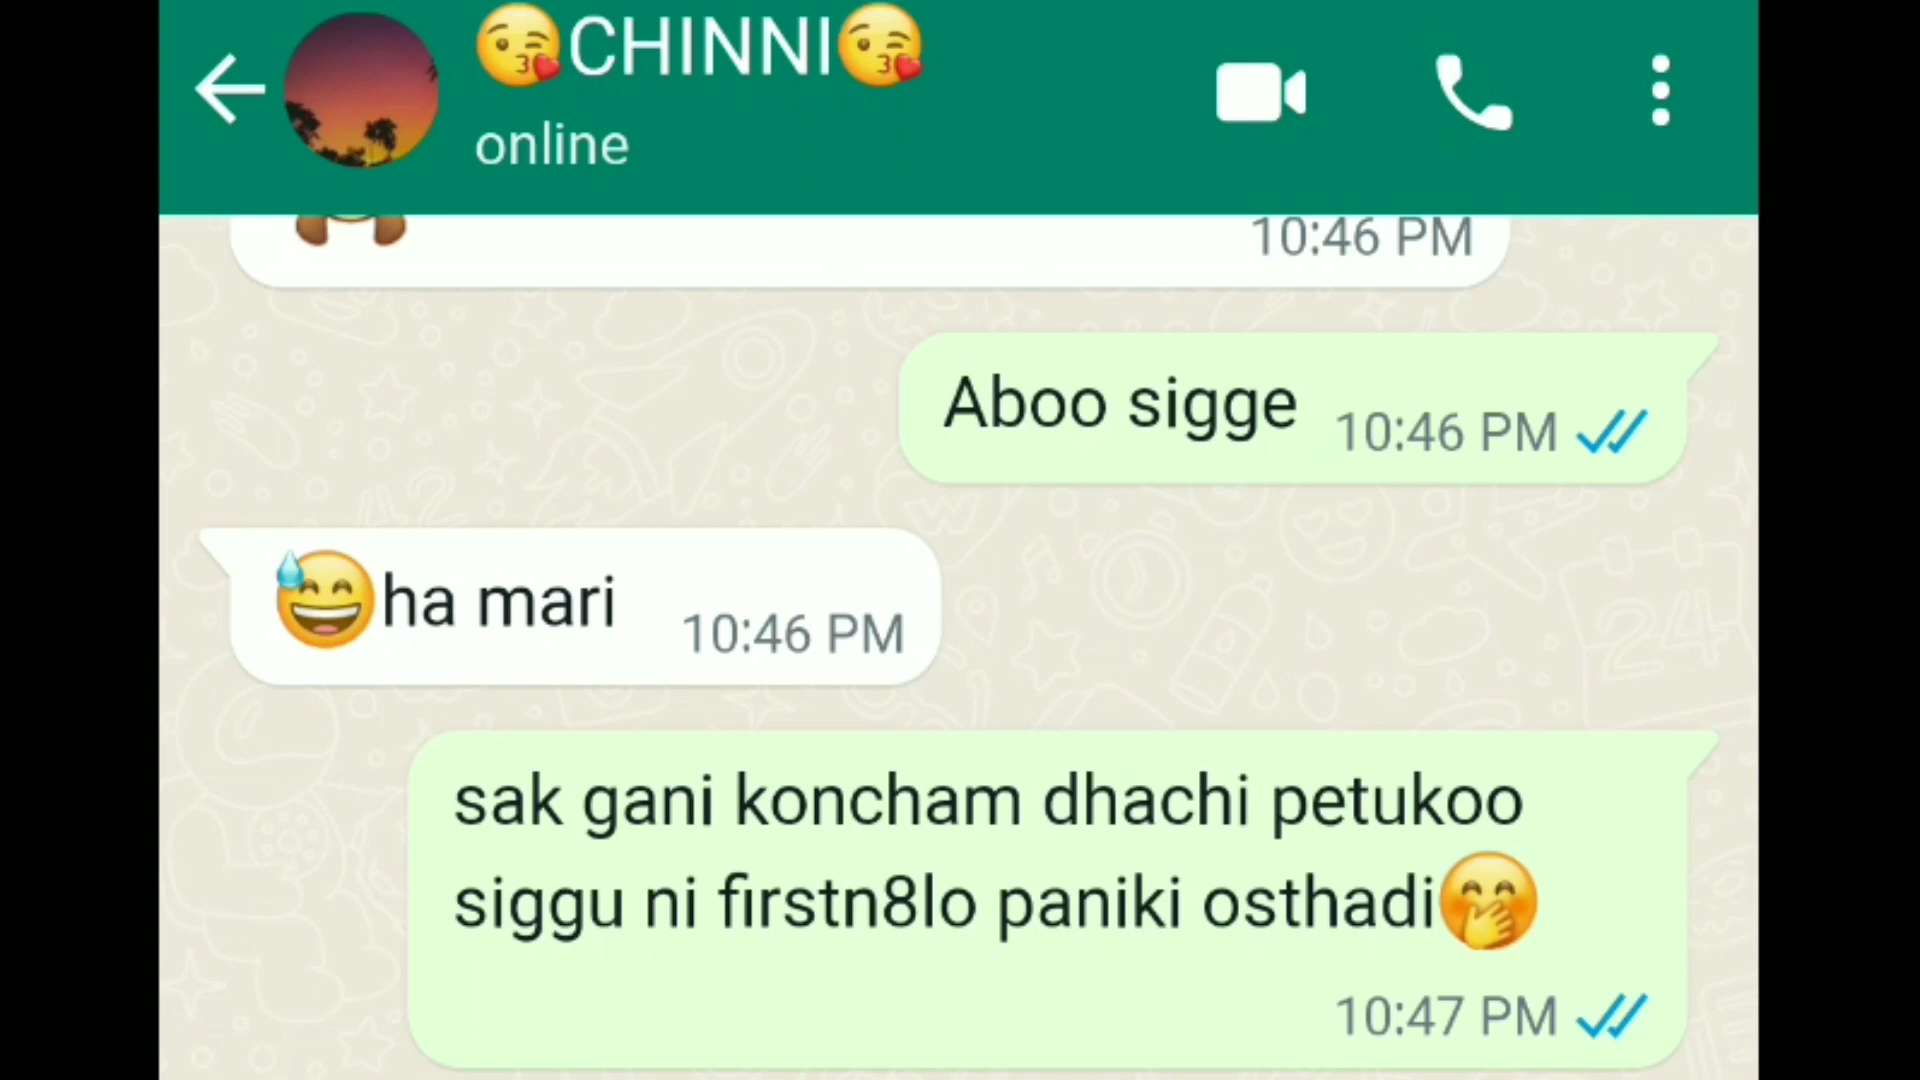 😘CHINNI😘
online
10:46 PM
Aboo sigge 10:46 PM
😅ha mari 10:46 PM
sak gani koncham dhachi petukoo
siggu ni firstn8lo paniki osthadi🤭
10:47 PM